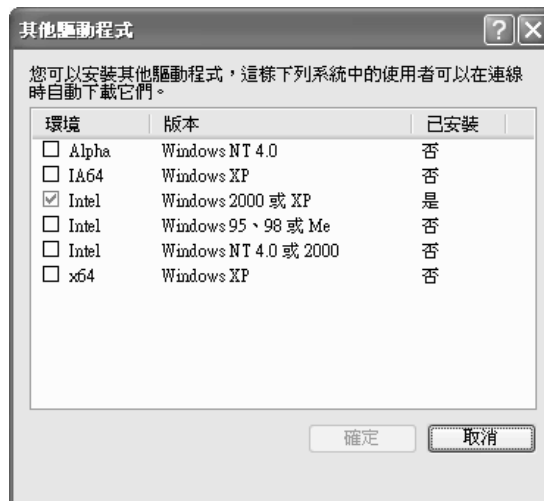 其他驅動程式
您可以安裝其他驅動程式，這樣下列系統中的使用者可以在連線
時自動下載它們。
環境 版本 已安裝
Alpha Windows NT 4.0 否
IA64 Windows XP 否
Intel Windows 2000 或 XP 是
Intel Windows 95、98 或 Me 否
Intel Windows NT 4.0 或 2000 否
x64 Windows XP 否
確定 取消